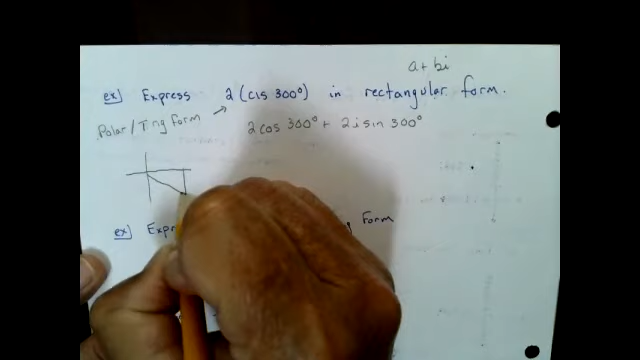 a + bi
ex] Express 2 (cis 300°) in rectangular form.
Polar/Trig Form → 2 cos 300° + 2 i sin 300°
ex] Form